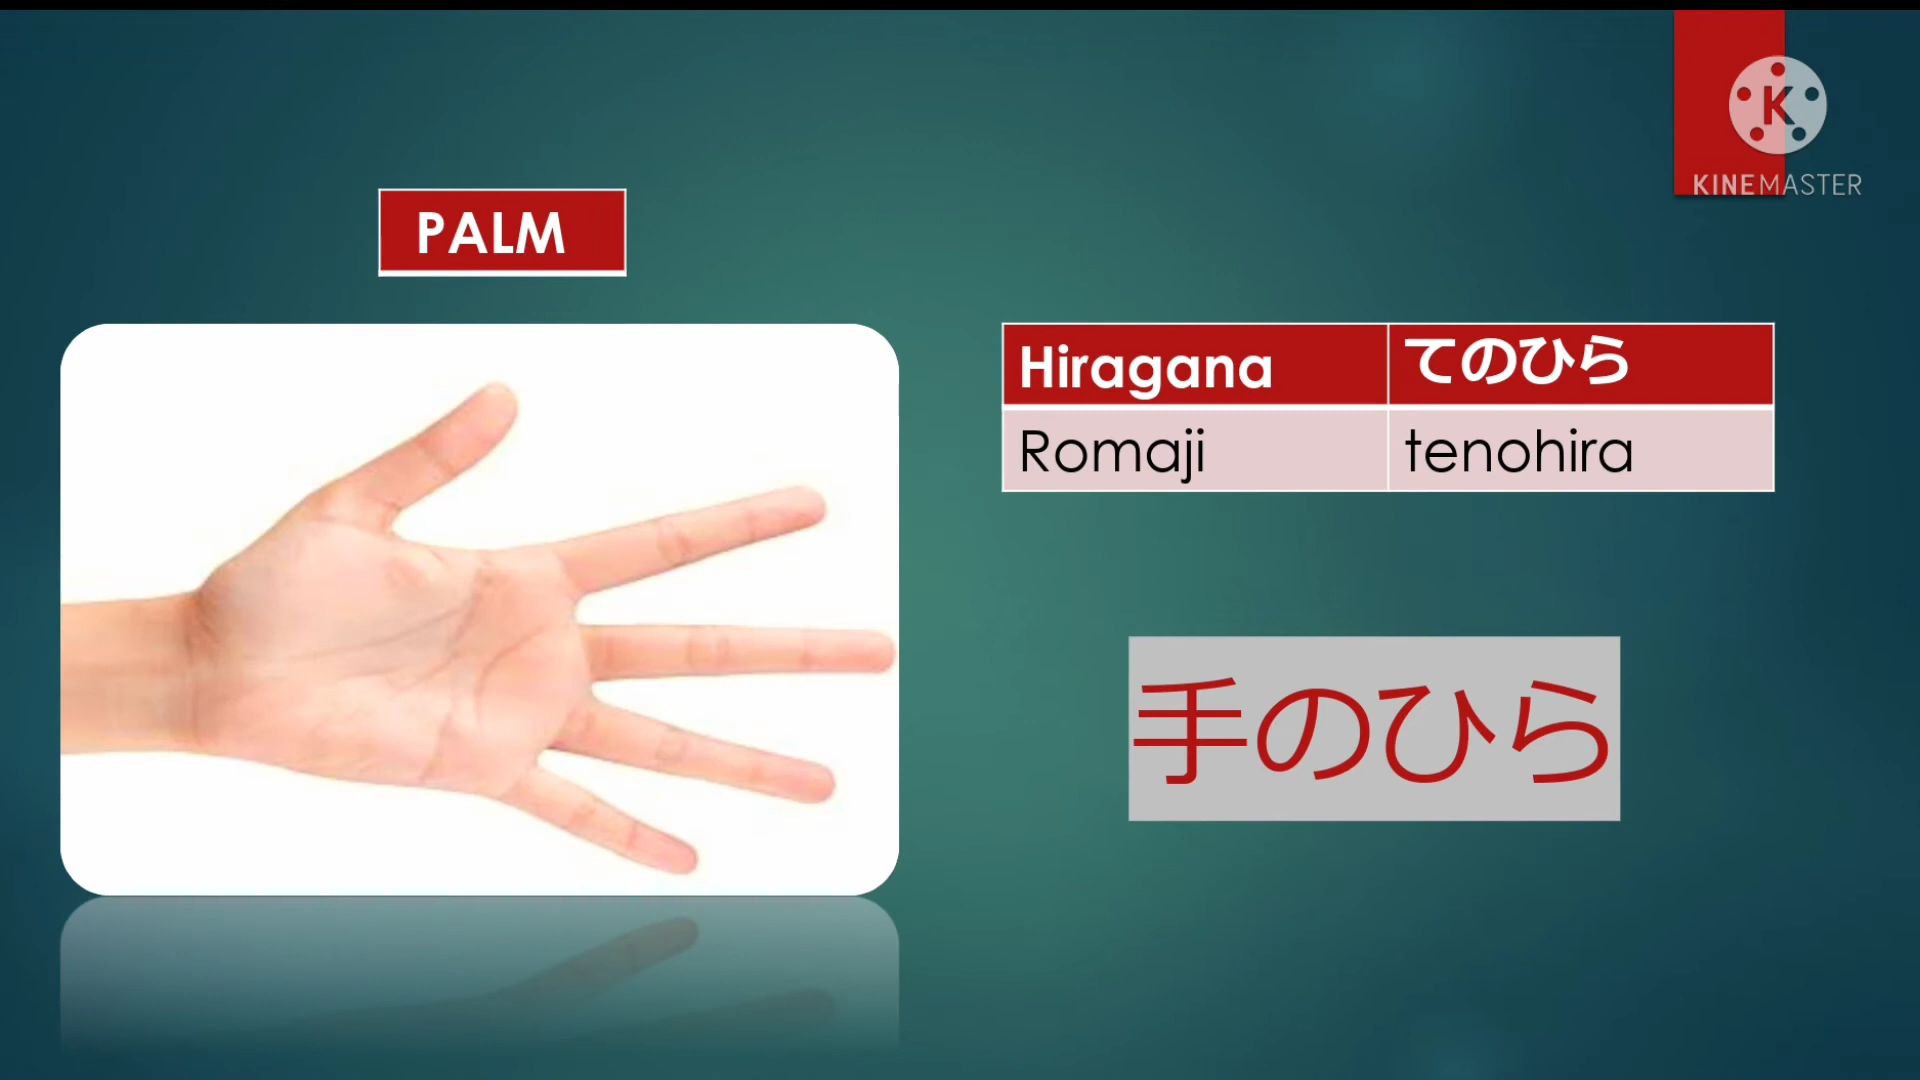 KINEMASTER
PALM
Hiragana てのひら
Romaji tenohira
手のひら